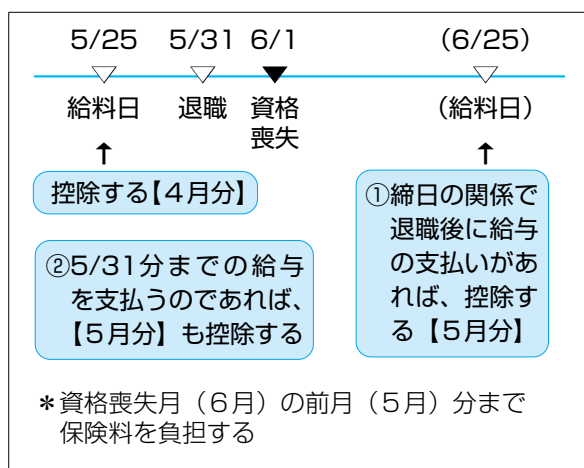 5/25 5/31 6/1 (6/25)
給料日 退職 資格 (給料日)
喪失
控除する【4月分】
②5/31分までの給与
を支払うのであれば、
【5月分】も控除する
①締日の関係で
退職後に給与
の支払いがあ
れば、控除す
る【5月分】
＊資格喪失月（6月）の前月（5月）分まで
保険料を負担する